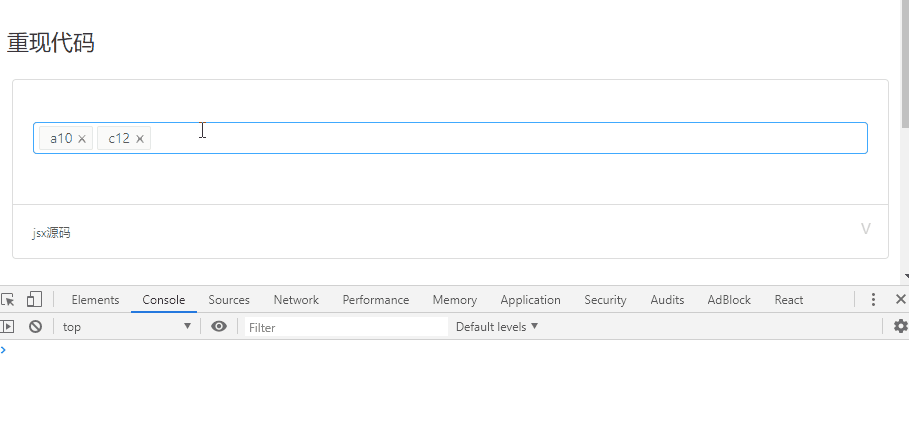 重现代码
a10 × c12 ×
jsx源码 V
Elements Console Sources Network Performance Memory Application Security Audits AdBlock React
top Filter Default levels